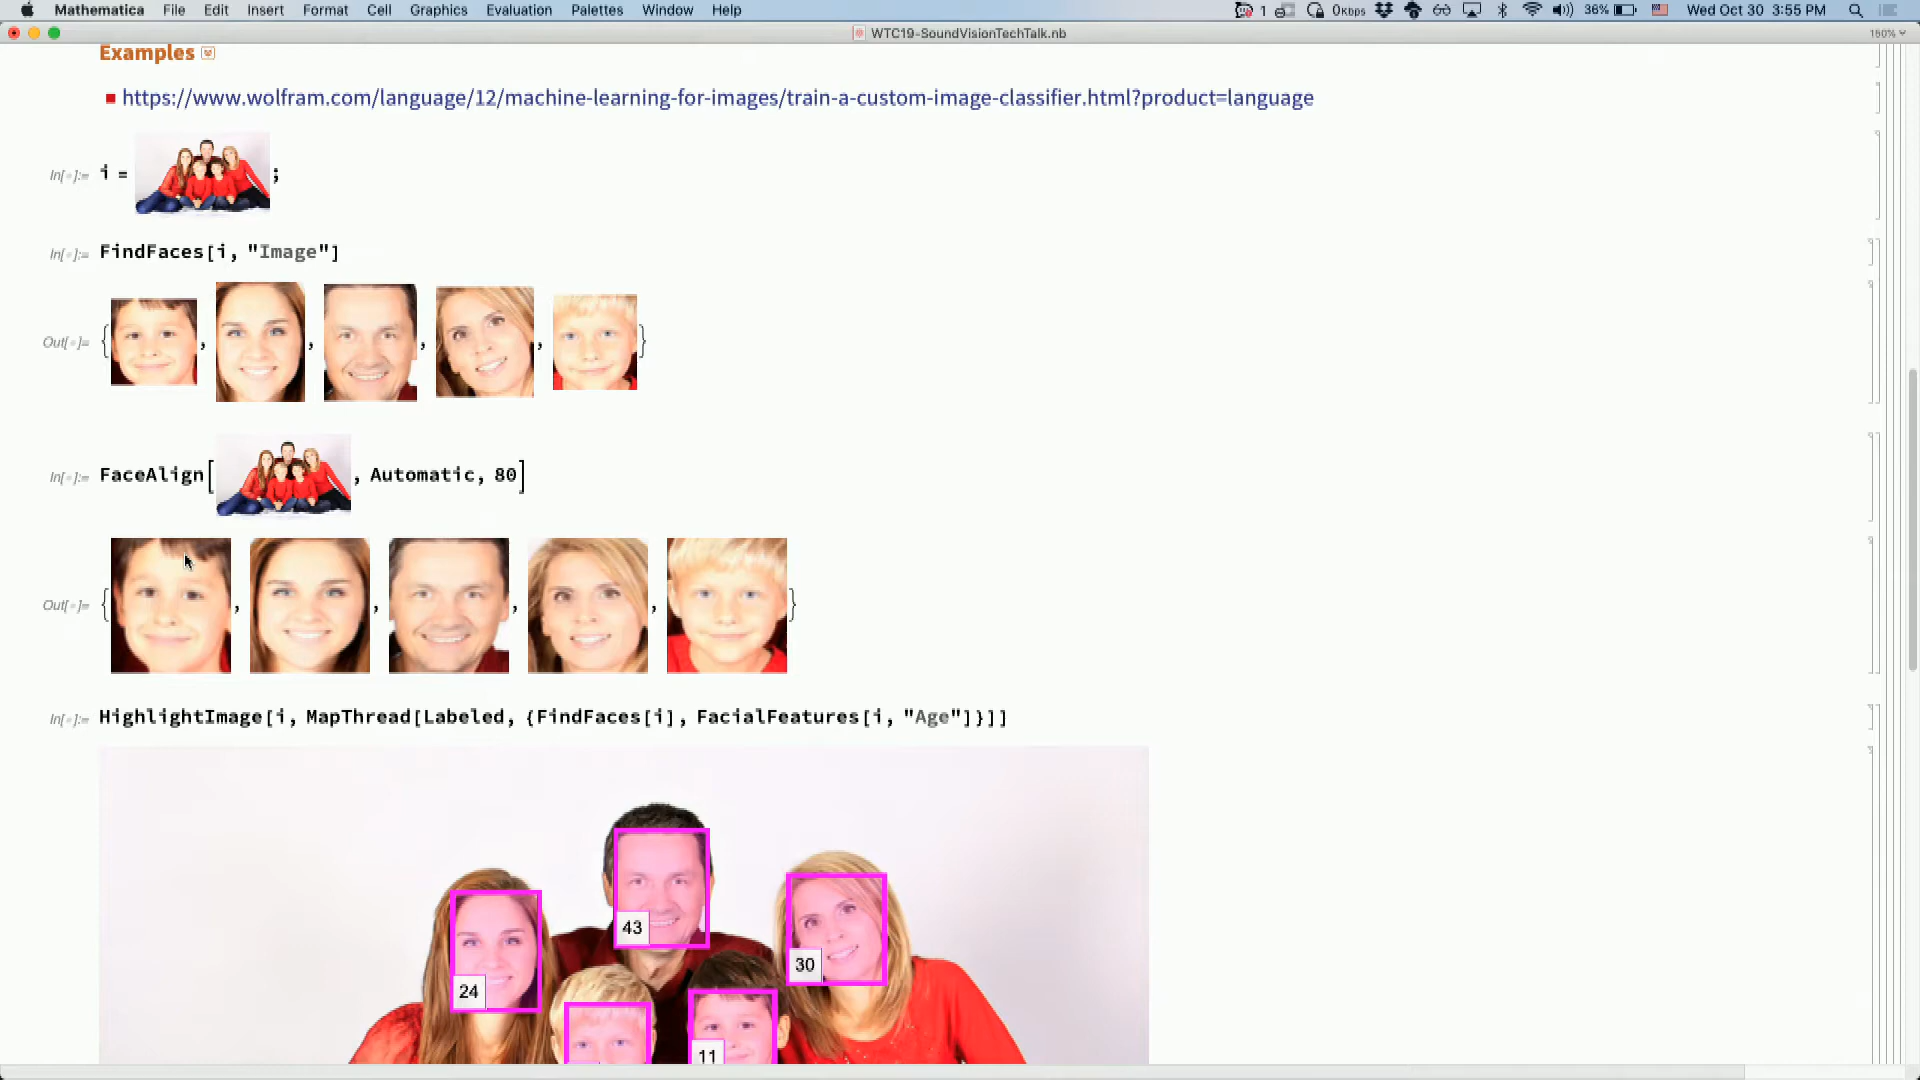 Mathematica File Edit Insert Format Cell Graphics Evaluation Palettes Window Help 1 0Kbps 36% Wed Oct 30 3:55 PM
WTC19-SoundVisionTechTalk.nb 160%
Examples
https://www.wolfram.com/language/12/machine-learning-for-images/train-a-custom-image-classifier.html?product=language
In[◦]:= i = ;
In[◦]:= FindFaces[i, "Image"]
Out[◦]= { , , , , }
In[◦]:= FaceAlign[ , Automatic, 80]
Out[◦]= { , , , , }
In[◦]:= HighlightImage[i, MapThread[Labeled, {FindFaces[i], FacialFeatures[i, "Age"]}]]
43
30
24
11